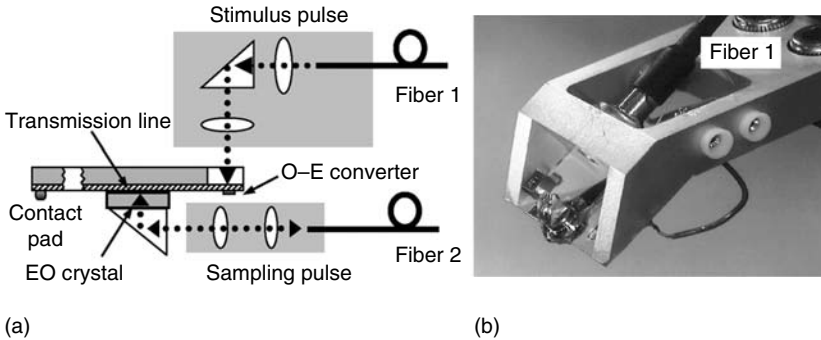 Stimulus pulse
Fiber 1
Transmission line
O–E converter
Contact
pad
Fiber 2
EO crystal
Sampling pulse
Fiber 1
(a)
(b)